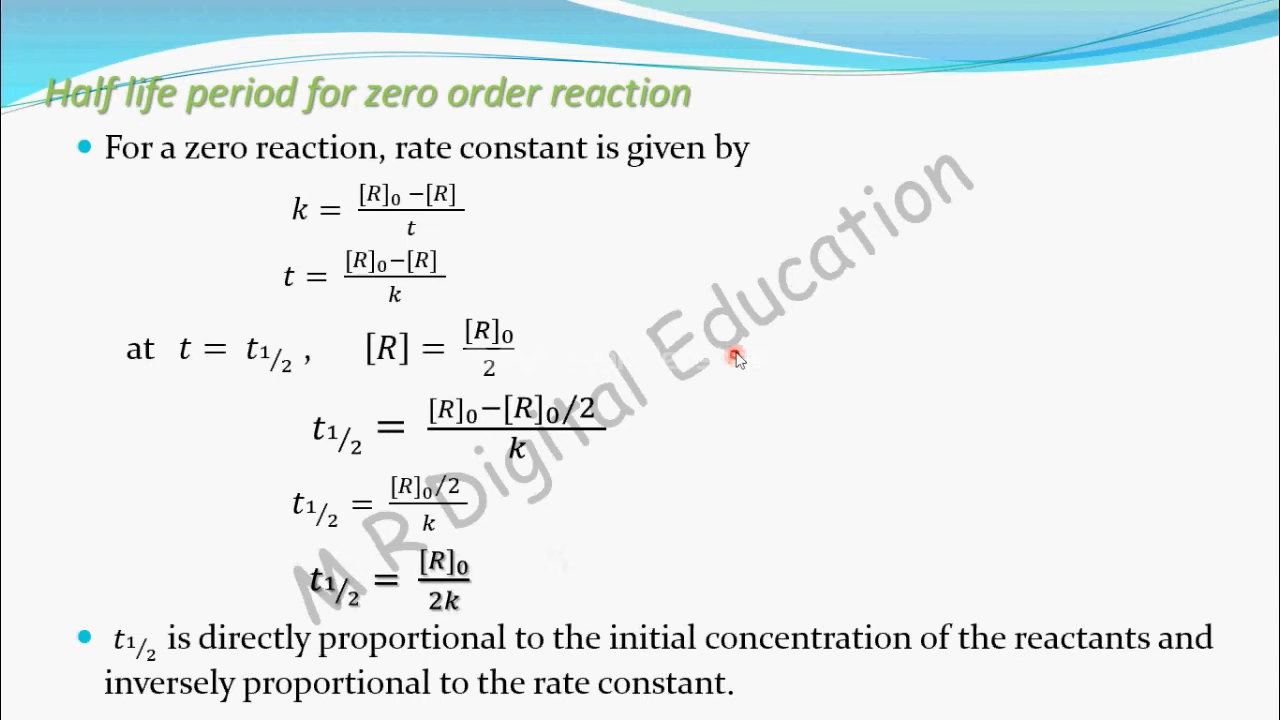 Half life period for zero order reaction
• For a zero reaction, rate constant is given by
k = ([R]₀ −[R])/t
t = ([R]₀−[R])/k
at t = t₁/₂ , [R] = [R]₀/2
t₁/₂ = ([R]₀−[R]₀/2)/k
t₁/₂ = ([R]₀/2)/k
t₁/₂ = [R]₀/2k
• t₁/₂ is directly proportional to the initial concentration of the reactants and
inversely proportional to the rate constant.
M R Digital Education